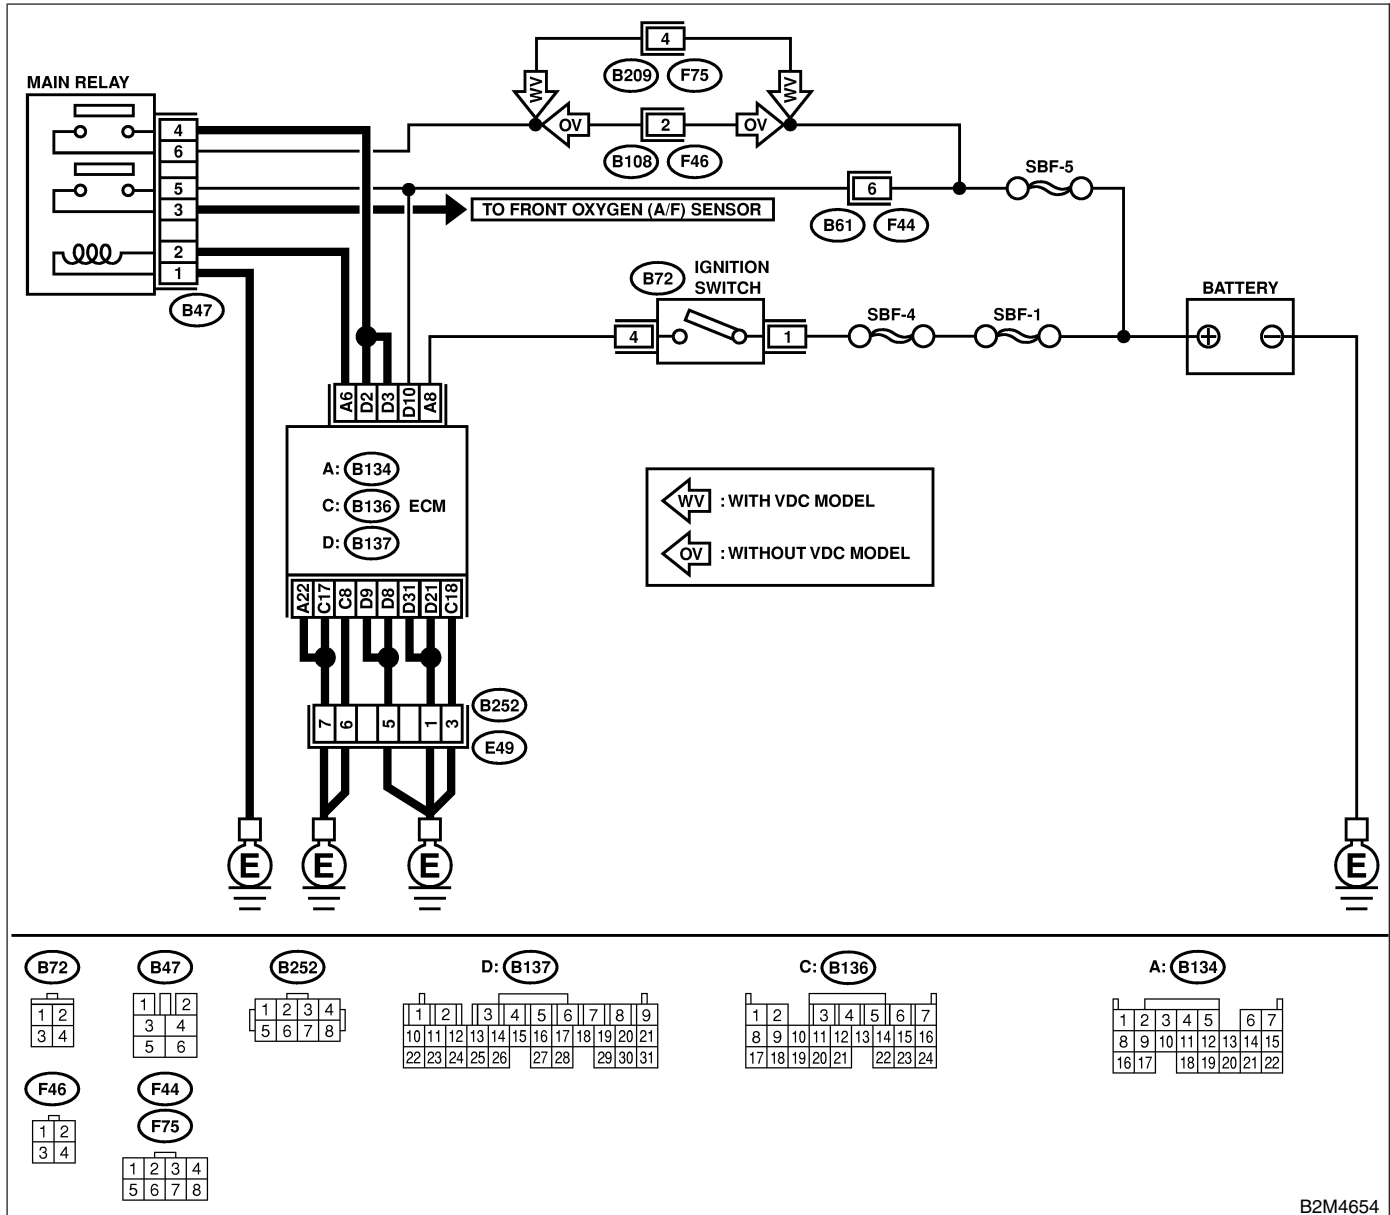 4
B209 F75
WV WV
MAIN RELAY
OV 2 OV
B108 F46
4
6
5
3
2
1
B47
SBF-5
6
B61 F44
TO FRONT OXYGEN (A/F) SENSOR
B72 IGNITION
SWITCH
4 1
SBF-4 SBF-1
BATTERY
+ −
A6 D2 D3 D10 A8
A: B134
C: B136 ECM
D: B137
A22 C17 C8 D9 D8 D31 D21 C18
WV : WITH VDC MODEL
OV : WITHOUT VDC MODEL
B252
7 6 5 1 3
E49
E E E E
B72
1 2
3 4
B47
1 2
3 4
5 6
B252
1 2 3 4
5 6 7 8
D: B137
1 2 3 4 5 6 7 8 9
10 11 12 13 14 15 16 17 18 19 20 21
22 23 24 25 26 27 28 29 30 31
C: B136
1 2 3 4 5 6 7
8 9 10 11 12 13 14 15 16
17 18 19 20 21 22 23 24
A: B134
1 2 3 4 5 6 7
8 9 10 11 12 13 14 15
16 17 18 19 20 21 22
F46
1 2
3 4
F44
F75
1 2 3 4
5 6 7 8
B2M4654